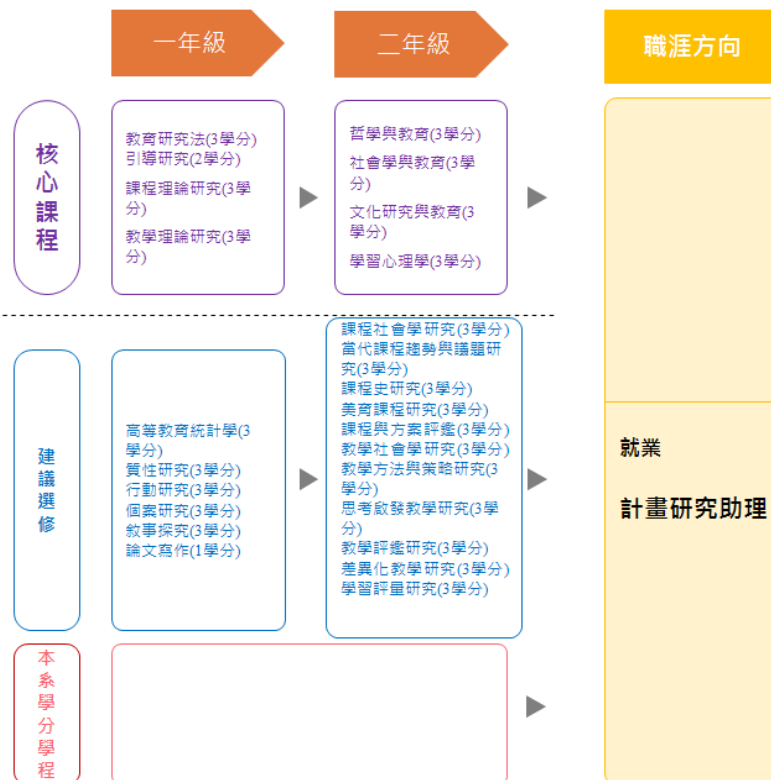 一年級
二年級
職涯方向
核心課程
教育研究法(3學分)
引導研究(2學分)
課程理論研究(3學
分)
教學理論研究(3學
分)
哲學與教育(3學分)
社會學與教育(3學
分)
文化研究與教育(3
學分)
學習心理學(3學分)
建議選修
高等教育統計學(3
學分)
質性研究(3學分)
行動研究(3學分)
個案研究(3學分)
敘事探究(3學分)
論文寫作(1學分)
課程社會學研究(3學分)
當代課程趨勢與議題研
究(3學分)
課程史研究(3學分)
美育課程研究(3學分)
課程與方案評鑑(3學分)
教學社會學研究(3學分)
教學方法與策略研究(3
學分)
思考啟發教學研究(3學
分)
教學評鑑研究(3學分)
差異化教學研究(3學分)
學習評量研究(3學分)
就業
計畫研究助理
本系學分學程